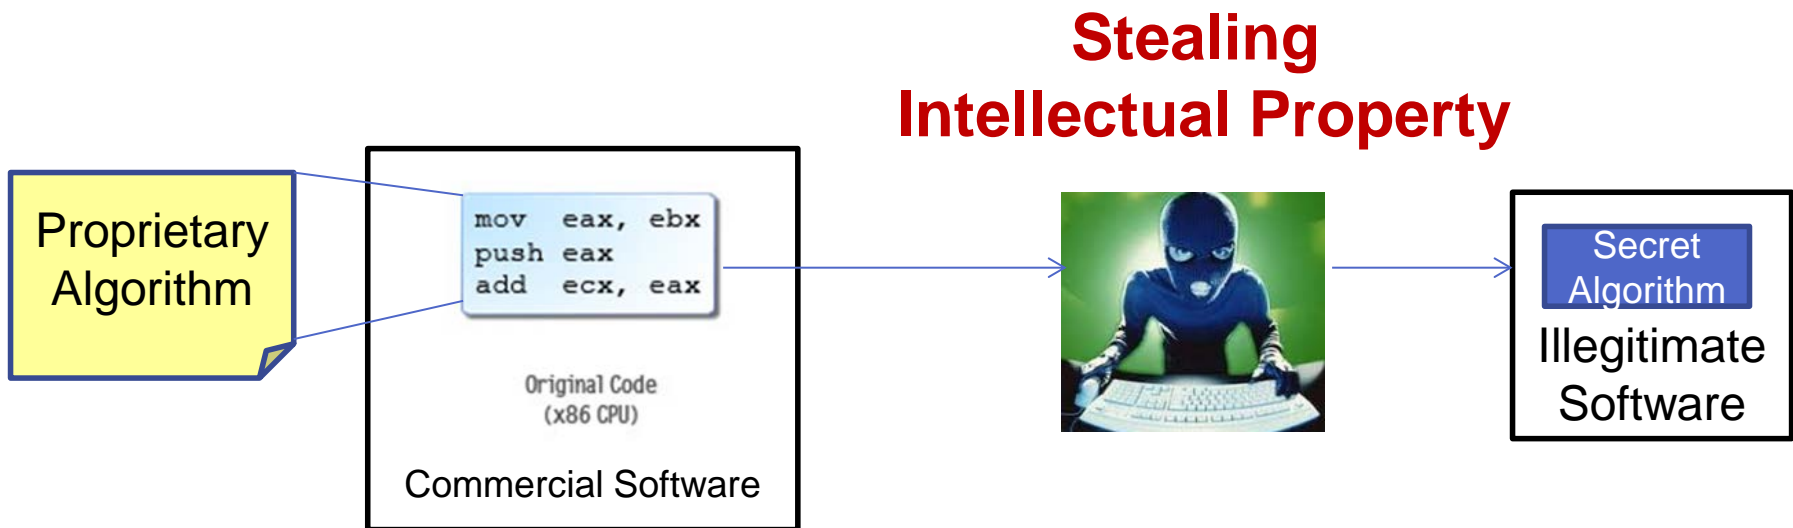 Stealing
Intellectual Property
Proprietary
Algorithm
mov eax, ebx
push eax
add ecx, eax
Original Code
(x86 CPU)
Commercial Software
Secret
Algorithm
Illegitimate
Software